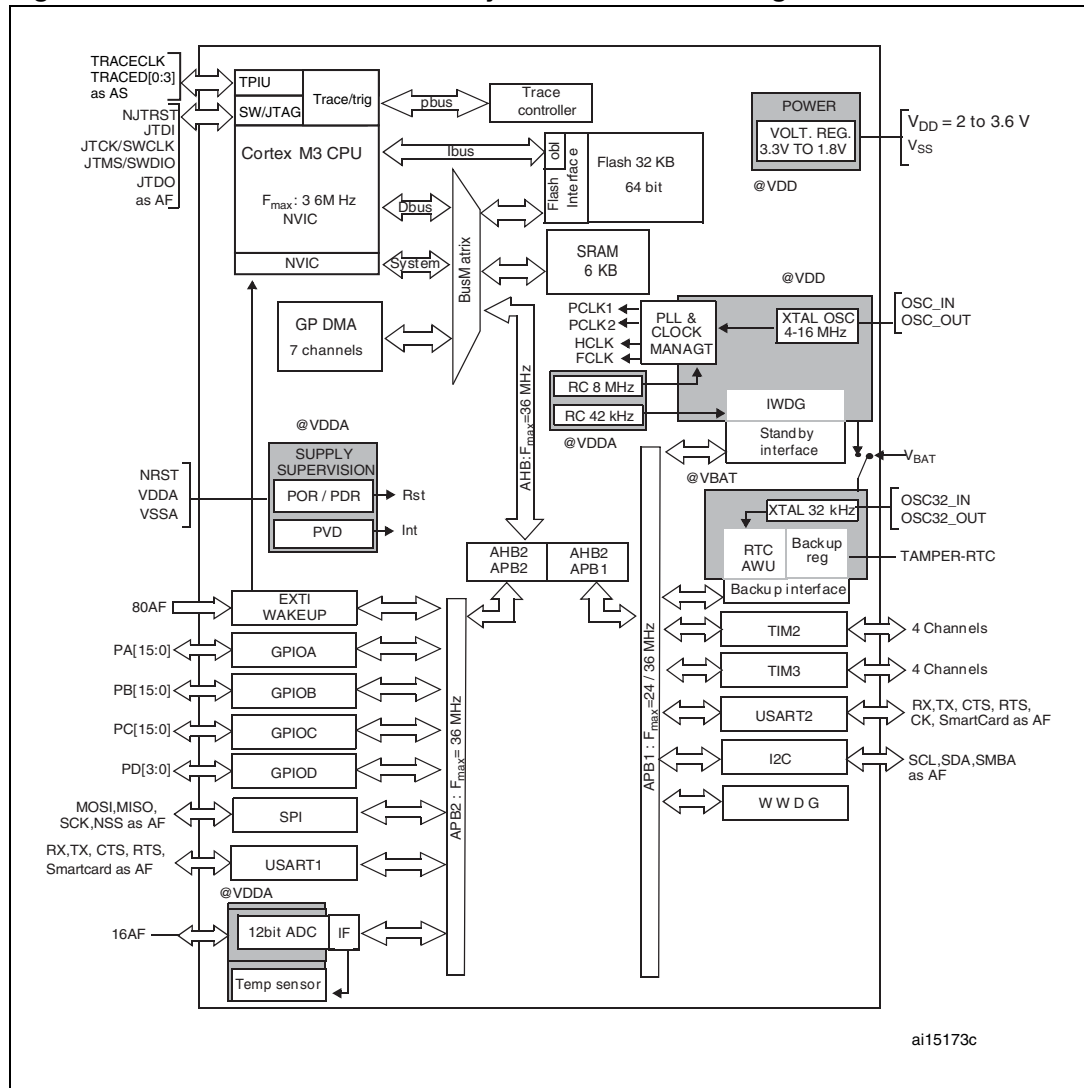 TRACECLK
TRACED[0:3]
as AS
NJTRST
JTDI
JTCK/SWCLK
JTMS/SWDIO
JTDO
as AF
TPIU
SW/JTAG
Trace/trig
Cortex M3 CPU
Fmax: 3 6M Hz
NVIC
NVIC
pbus
Trace
controller
Ibus
Dbus
System
BusM atrix
obl
Flash
Interface
Flash 32 KB
64 bit
SRAM
6 KB
GP DMA
7 channels
POWER
VOLT. REG.
3.3V TO 1.8V
@VDD
VDD = 2 to 3.6 V
VSS
@VDD
PCLK1
PCLK2
HCLK
FCLK
PLL &
CLOCK
MANAGT
XTAL OSC
4-16 MHz
OSC_IN
OSC_OUT
RC 8 MHz
RC 42 kHz
@VDDA
IWDG
Standby
interface
@VBAT
VBAT
XTAL 32 kHz
OSC32_IN
OSC32_OUT
RTC
AWU
Backup
reg
TAMPER-RTC
Backup interface
AHB:Fmax=36 MHz
@VDDA
SUPPLY
SUPERVISION
NRST
VDDA
VSSA
POR / PDR
Rst
PVD
Int
AHB2
APB2
AHB2
APB1
80AF
EXTI
WAKEUP
PA[15:0]
GPIOA
PB[15:0]
GPIOB
PC[15:0]
GPIOC
PD[3:0]
GPIOD
MOSI,MISO,
SCK,NSS as AF
SPI
RX,TX, CTS, RTS,
Smartcard as AF
USART1
@VDDA
16AF
12bit ADC
IF
Temp sensor
APB2 : Fmax= 36 MHz
APB1 : Fmax=24 / 36 MHz
TIM2
4 Channels
TIM3
4 Channels
USART2
RX,TX, CTS, RTS,
CK, SmartCard as AF
I2C
SCL,SDA,SMBA
as AF
W W D G
ai15173c